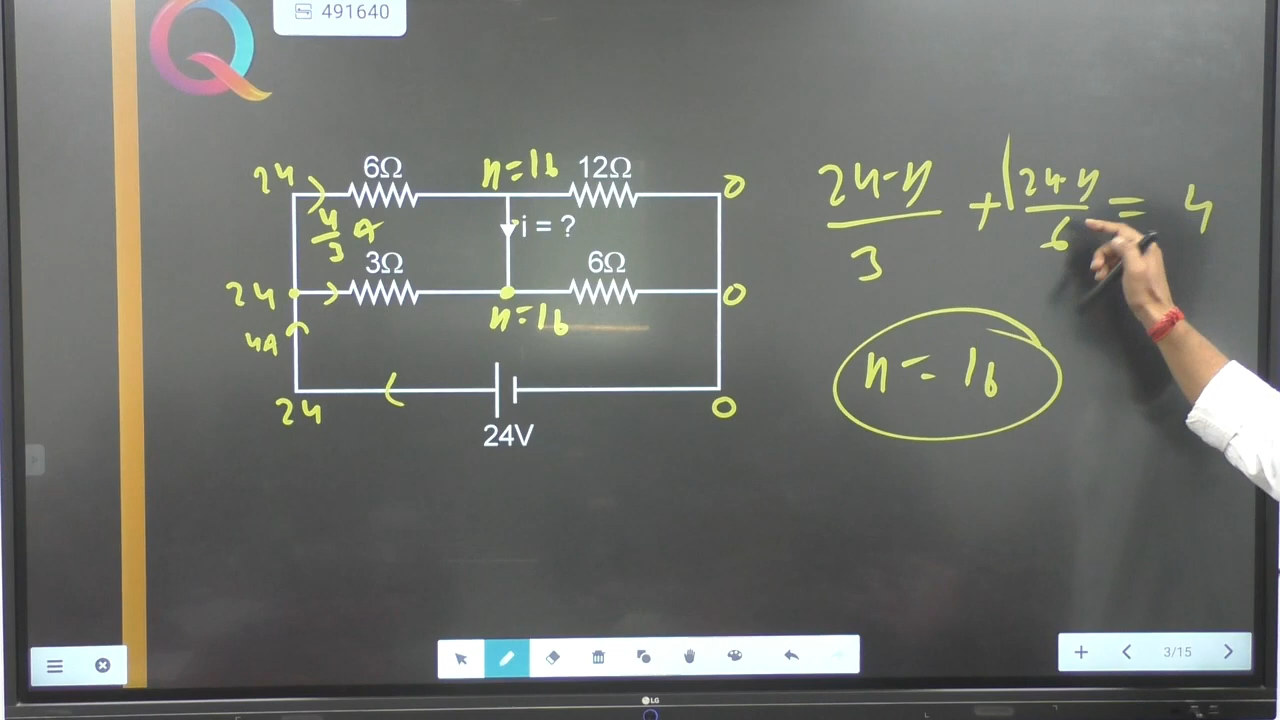 491640
24 6Ω x=16 12Ω 0
4/3 A i = ?
24 3Ω 6Ω 0
x=16
4A
24 0
24V
(24-x)/3 + (24-x)/6 = 4
x = 16
3/15
LG